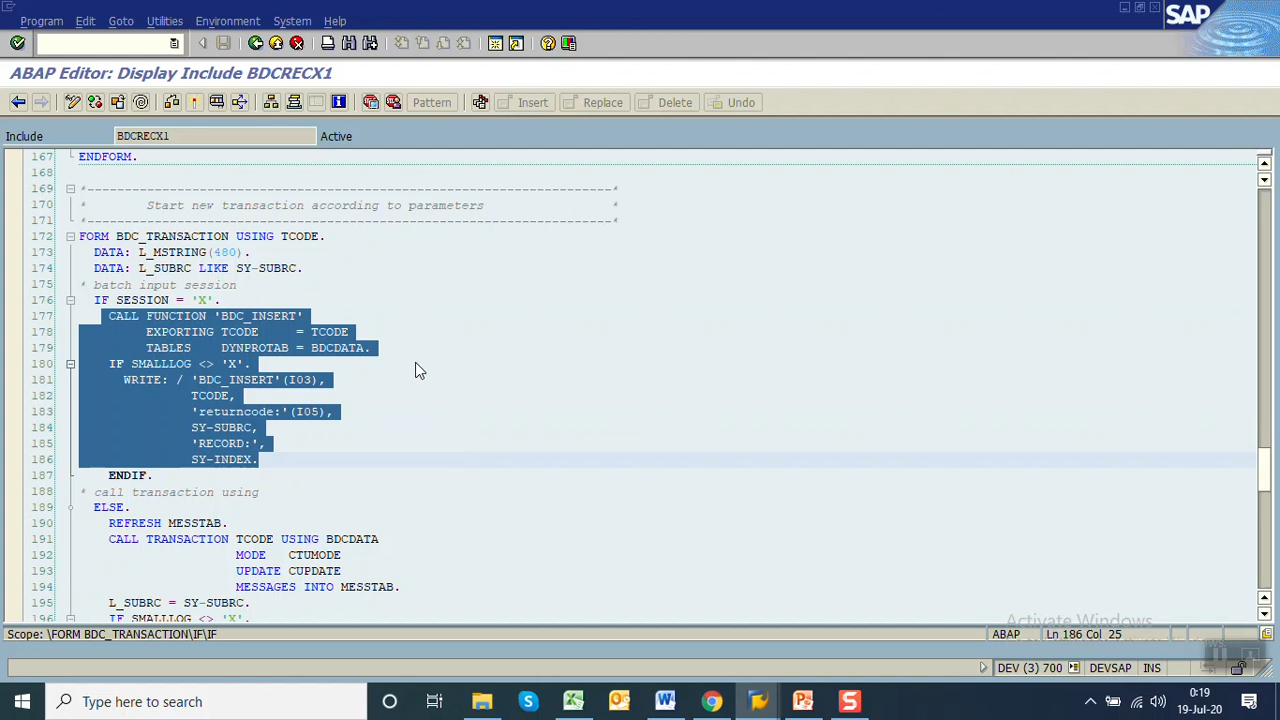 Program Edit Goto Utilities Environment System Help
SAP
ABAP Editor: Display Include BDCRECX1
Pattern Insert Replace Delete Undo
Include BDCRECX1 Active
167 ENDFORM.
168
169 *----------------------------------------------------------------------*
170 * Start new transaction according to parameters *
171 *----------------------------------------------------------------------*
172 FORM BDC_TRANSACTION USING TCODE.
173 DATA: L_MSTRING(480).
174 DATA: L_SUBRC LIKE SY-SUBRC.
175 * batch input session
176 IF SESSION = 'X'.
177 CALL FUNCTION 'BDC_INSERT'
178 EXPORTING TCODE = TCODE
179 TABLES DYNPROTAB = BDCDATA.
180 IF SMALLLOG <> 'X'.
181 WRITE: / 'BDC_INSERT'(I03),
182 TCODE,
183 'returncode:'(I05),
184 SY-SUBRC,
185 'RECORD:',
186 SY-INDEX.
187 ENDIF.
188 * call transaction using
189 ELSE.
190 REFRESH MESSTAB.
191 CALL TRANSACTION TCODE USING BDCDATA
192 MODE CTUMODE
193 UPDATE CUPDATE
194 MESSAGES INTO MESSTAB.
195 L_SUBRC = SY-SUBRC.
196 IF SMALLLOG <> 'X'.
Activate Windows
Scope: \FORM BDC_TRANSACTION\IF\IF ABAP Ln 186 Col 25
DEV (3) 700 DEVSAP INS
Type here to search
0:19
19-Jul-20